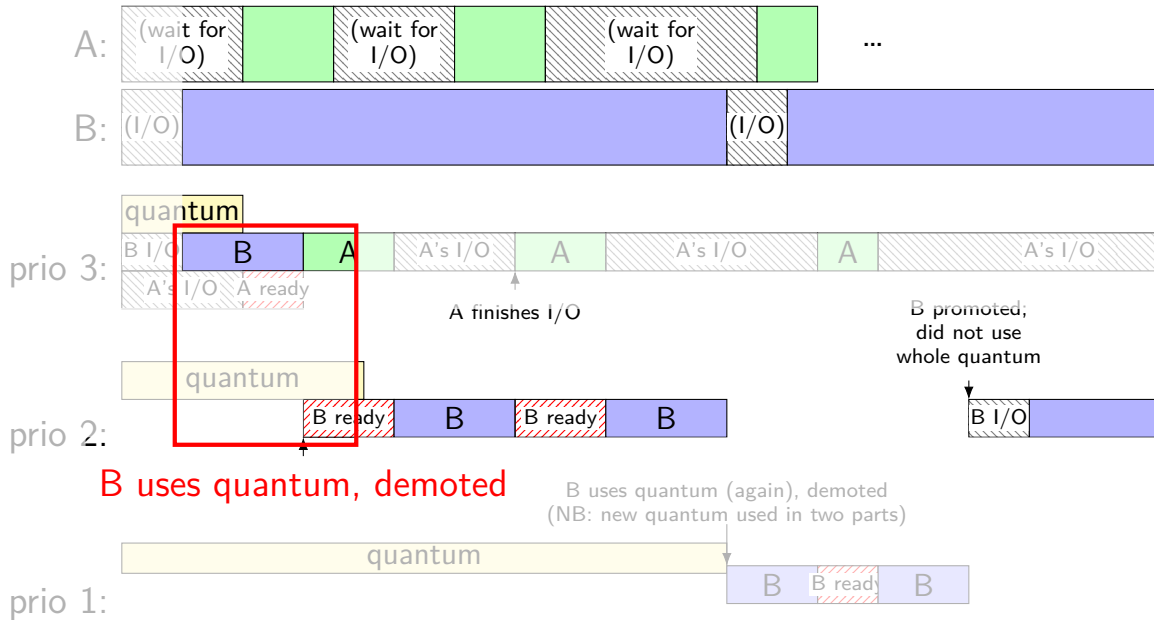 A:
(wait for
I/O)
(wait for
I/O)
(wait for
I/O)
...
B:
(I/O)
(I/O)
quantum
prio 3:
B I/O
B
A
A's I/O
A
A's I/O
A
A's I/O
A's I/O
A ready
A finishes I/O
B promoted;
did not use
whole quantum
quantum
prio 2:
B ready
B
B ready
B
B I/O
B uses quantum, demoted
B uses quantum (again), demoted
(NB: new quantum used in two parts)
quantum
prio 1:
B
B ready
B